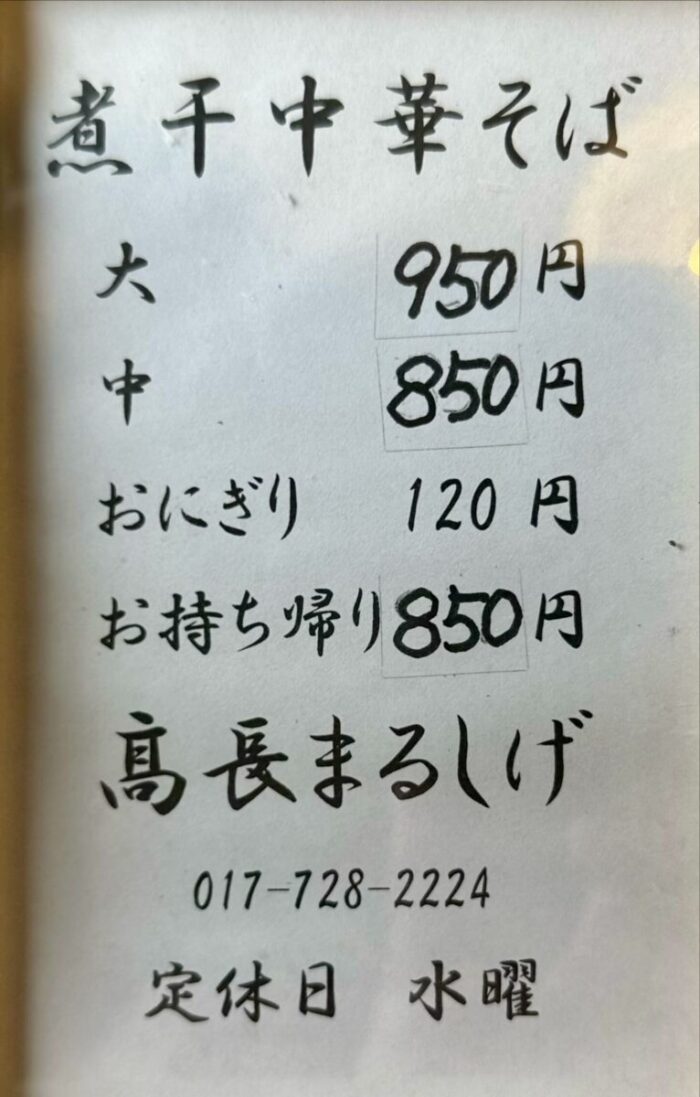 煮干中華そば
大 950円
中 850円
おにぎり 120円
お持ち帰り 850円
髙長まるしげ
017-728-2224
定休日 水曜